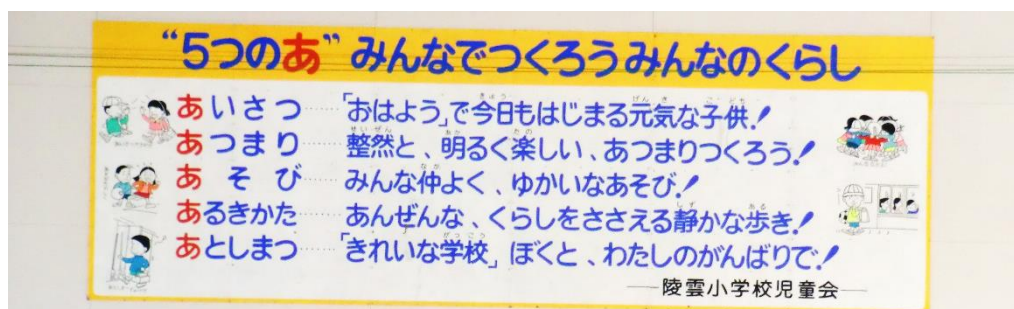 “5つのあ”みんなでつくろうみんなのくらし
あいさつ……「おはよう」で今日もはじまる元気な子供!
あつまり……整然と、明るく楽しい、あつまりつくろう!
あそび……みんな仲よく、ゆかいなあそび!
あるきかた……あんぜんな、くらしをささえる静かな歩き!
あとしまつ……「きれいな学校」ぼくと、わたしのがんばりで!
──陵雲小学校児童会──